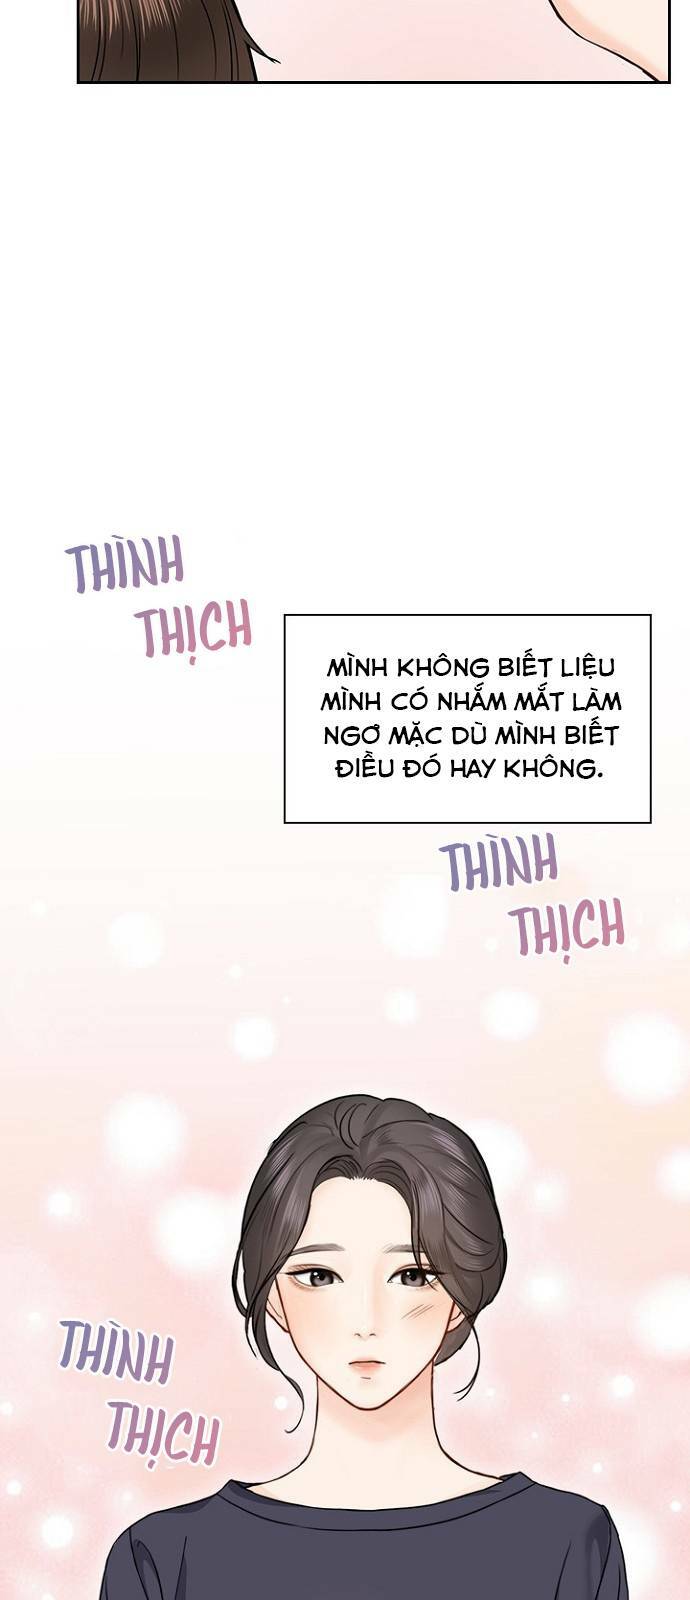 THÌNH
THỊCH
MÌNH KHÔNG BIẾT LIỆU
MÌNH CÓ NHẮM MẮT LÀM
NGƠ MẶC DÙ MÌNH BIẾT
ĐIỀU ĐÓ HAY KHÔNG.
THÌNH
THỊCH
THÌNH
THỊCH